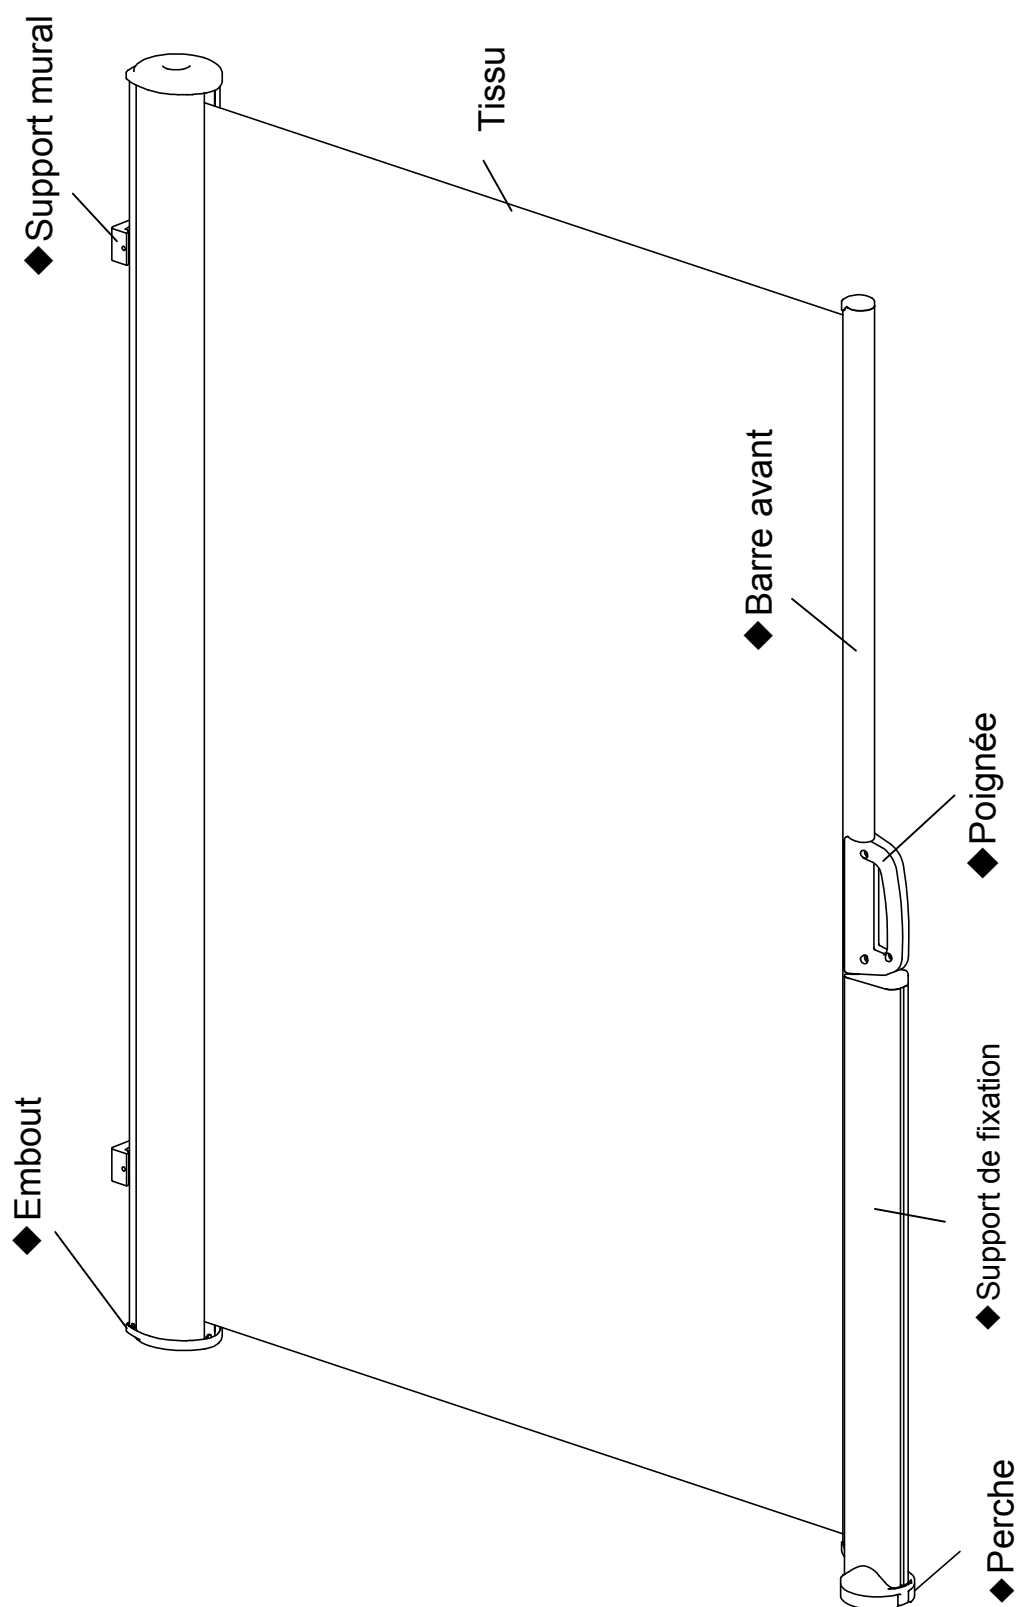 ◆Support mural
Tissu
◆Barre avant
◆Poignée
◆Embout
◆Support de fixation
◆Perche